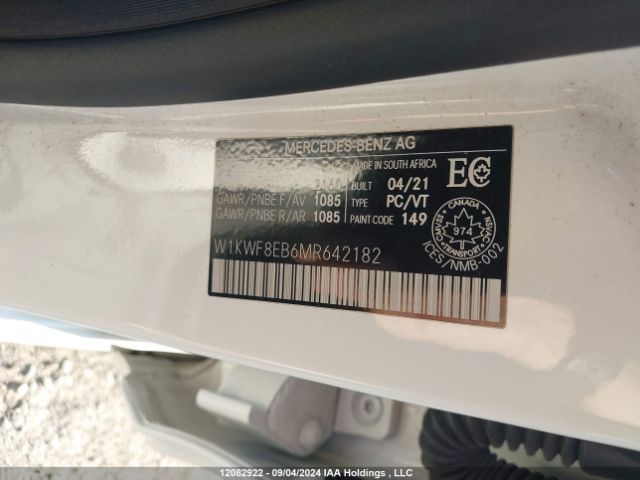 MERCEDES-BENZ AG
MADE IN SOUTH AFRICA
BUILT 04/21
GAWR/PNBE F/AV 1085 TYPE PC/VT
GAWR/PNBE R/AR 1085 PAINT CODE 149
EC
CANADA
974
TRANSPORT
ICES/NMB-002
W1KWF8EB6MR642182
12082922 - 09/04/2024 IAA Holdings , LLC